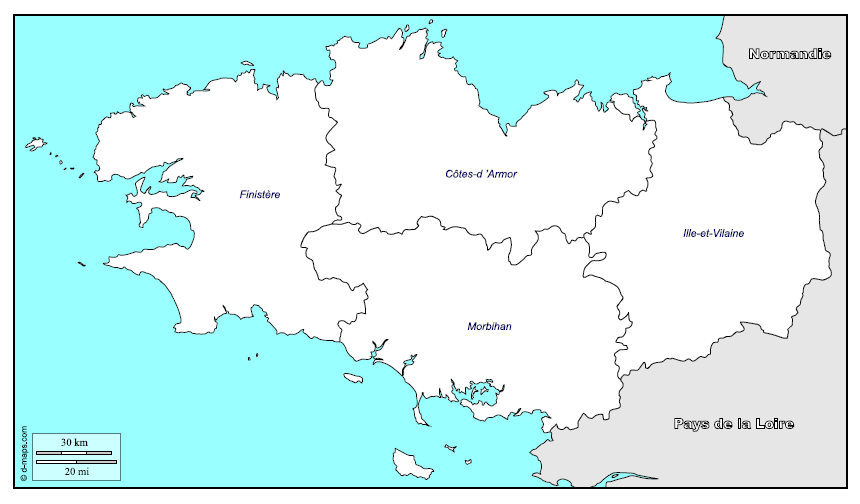 Normandie
Côtes-d 'Armor
Finistère
Ille-et-Vilaine
Morbihan
Pays de la Loire
© d-maps.com
30 km
20 mi